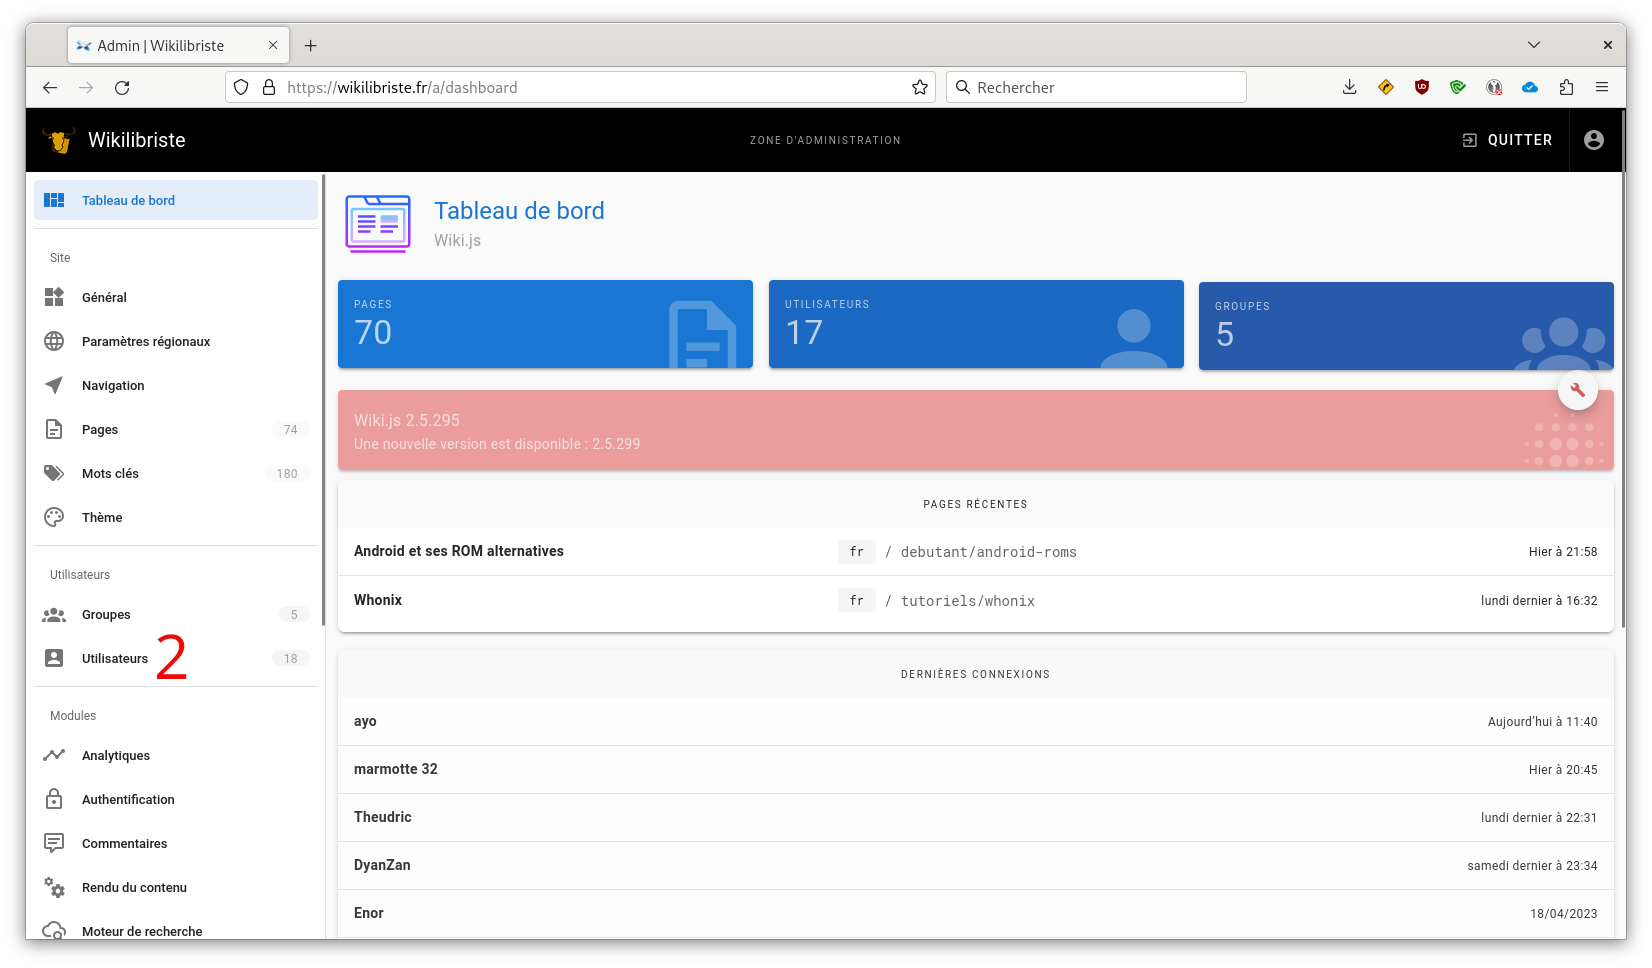 Admin | Wikilibriste
https://wikilibriste.fr/a/dashboard
Rechercher
Wikilibriste
ZONE D'ADMINISTRATION
QUITTER
Tableau de bord
Site
Général
Paramètres régionaux
Navigation
Pages 74
Mots clés 180
Thème
Utilisateurs
Groupes 5
Utilisateurs 2 18
Modules
Analytiques
Authentification
Commentaires
Rendu du contenu
Moteur de recherche
Tableau de bord
Wiki.js
PAGES
70
UTILISATEURS
17
GROUPES
5
Wiki.js 2.5.295
Une nouvelle version est disponible : 2.5.299
PAGES RÉCENTES
Android et ses ROM alternatives fr / debutant/android-roms Hier à 21:58
Whonix fr / tutoriels/whonix lundi dernier à 16:32
DERNIÈRES CONNEXIONS
ayo Aujourd'hui à 11:40
marmotte 32 Hier à 20:45
Theudric lundi dernier à 22:31
DyanZan samedi dernier à 23:34
Enor 18/04/2023